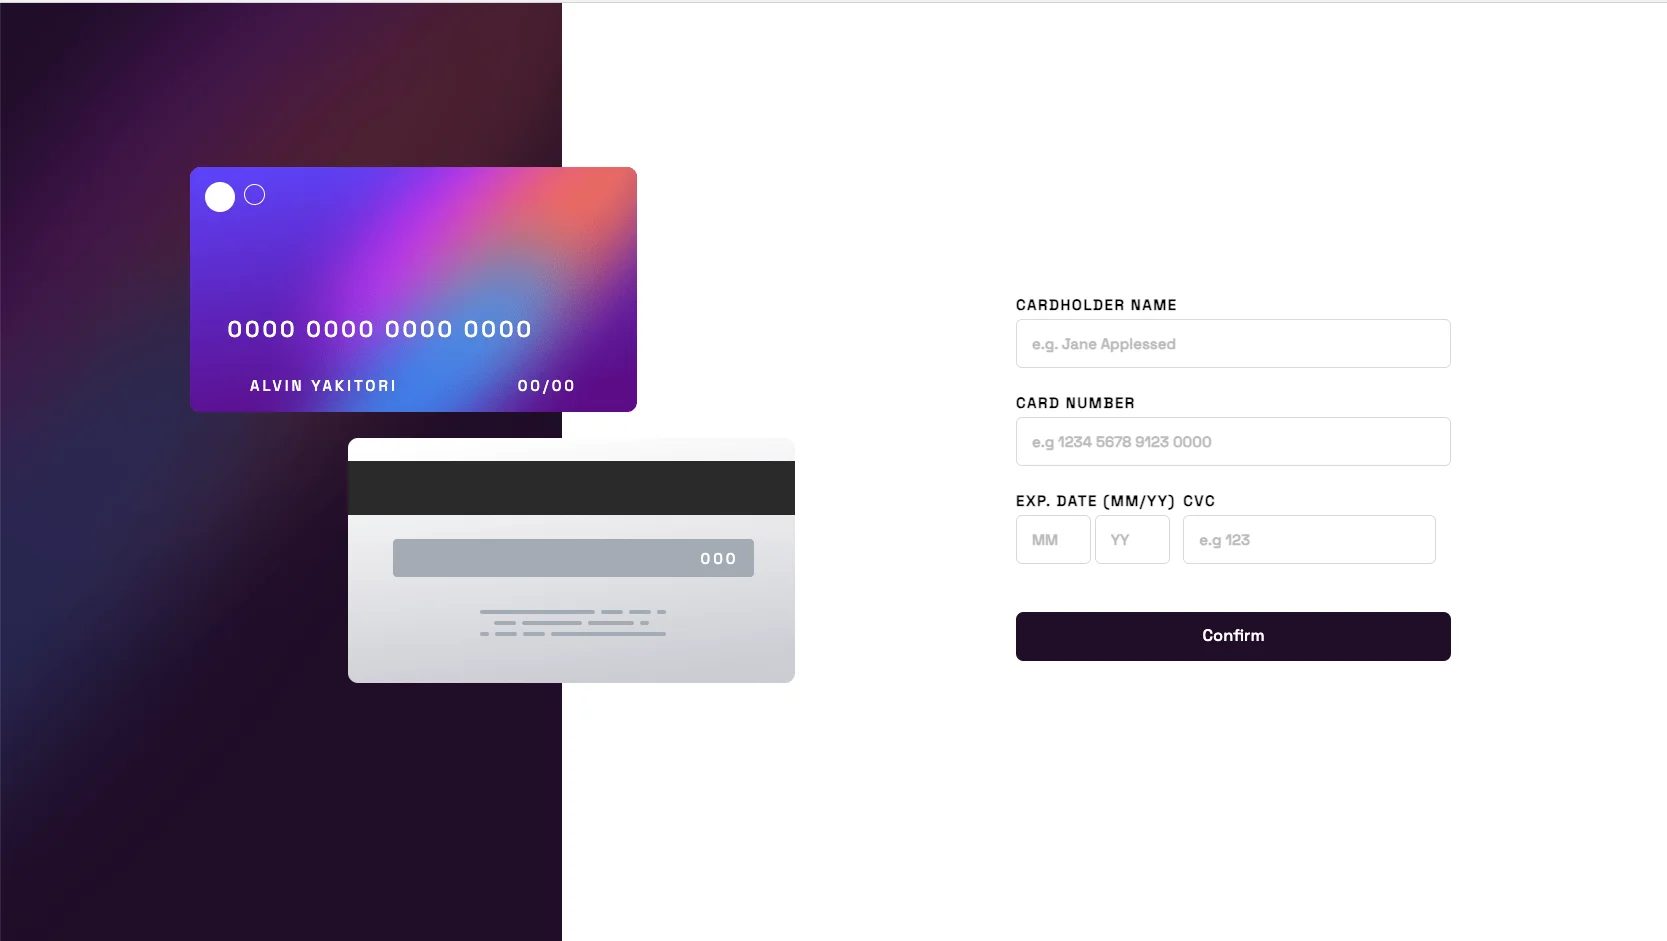 0000 0000 0000 0000
ALVIN YAKITORI 00/00
000
CARDHOLDER NAME
e.g. Jane Applessed
CARD NUMBER
e.g 1234 5678 9123 0000
EXP. DATE (MM/YY) CVC
MM YY e.g 123
Confirm